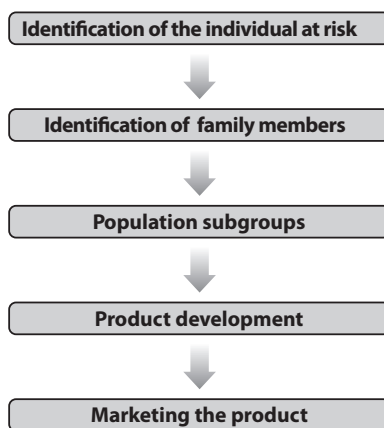 Identification of the individual at risk
Identification of family members
Population subgroups
Product development
Marketing the product